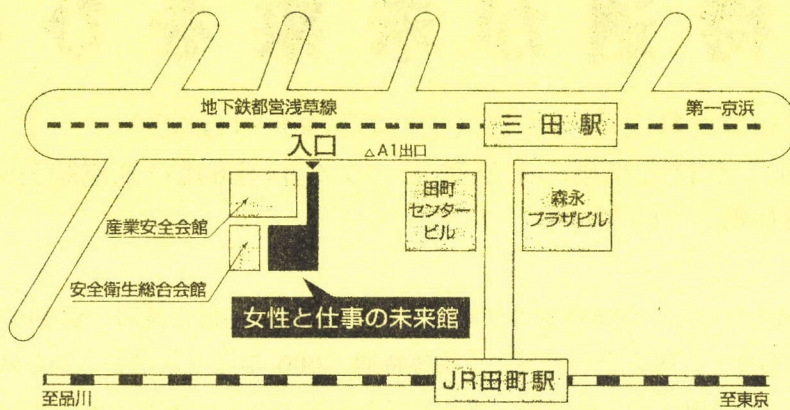 地下鉄都営浅草線
三田駅
第一京浜
入口
△A1出口
産業安全会館
安全衛生総合会館
田町
センター
ビル
森永
プラザビル
女性と仕事の未来館
JR田町駅
至品川
至東京